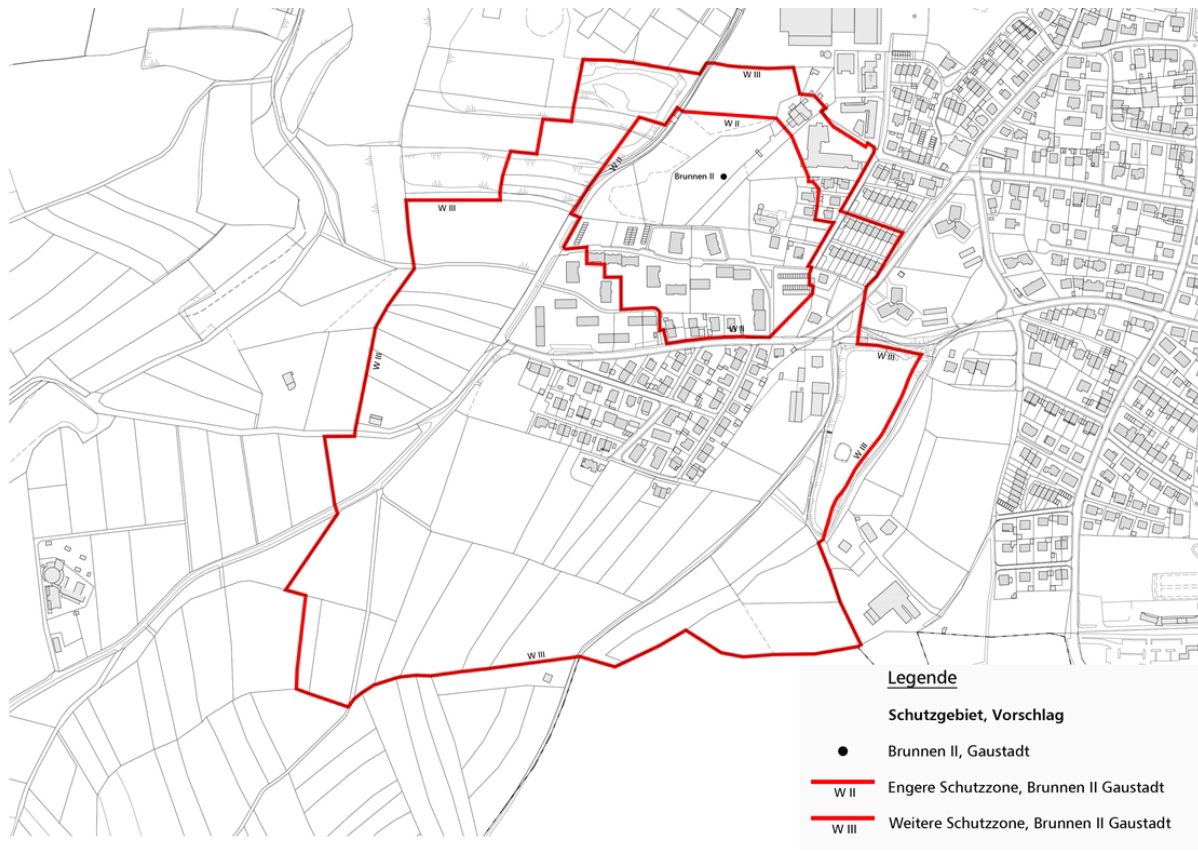 W III
W II
W II
Brunnen II
W III
W II
W III
W III
W III
W III
Legende
Schutzgebiet, Vorschlag
Brunnen II, Gaustadt
W II Engere Schutzzone, Brunnen II Gaustadt
W III Weitere Schutzzone, Brunnen II Gaustadt